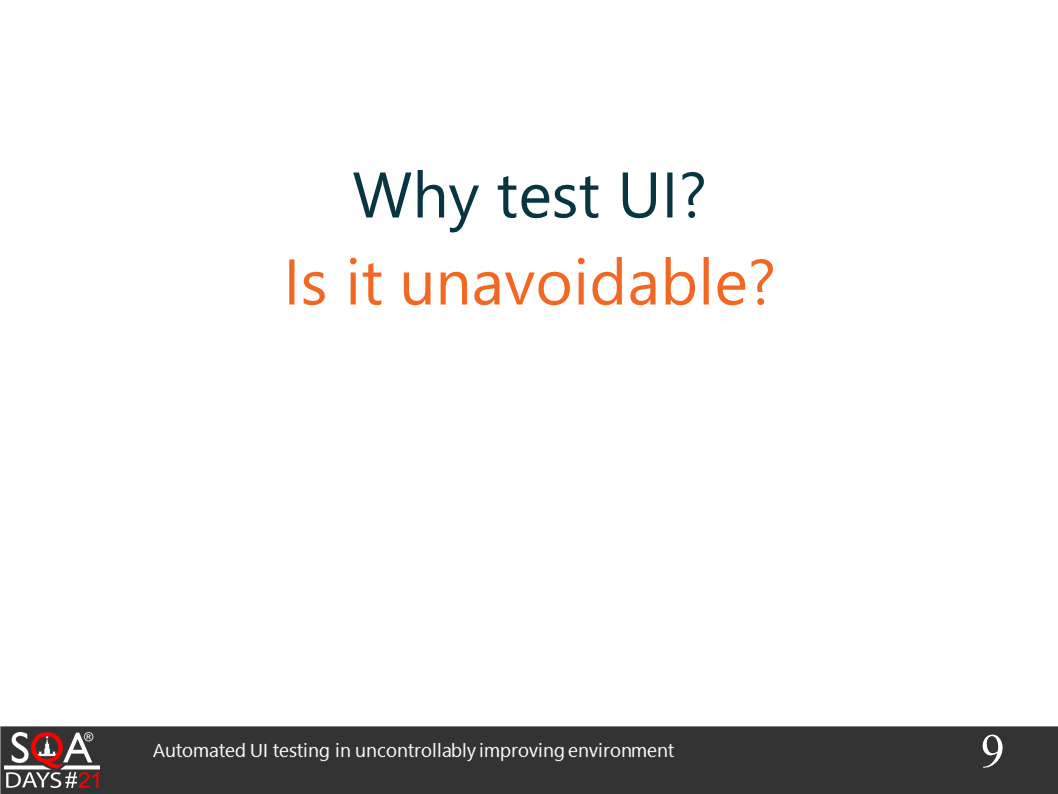 Why test UI?
Is it unavoidable?
SQA®
DAYS#21
Automated UI testing in uncontrollably improving environment
9